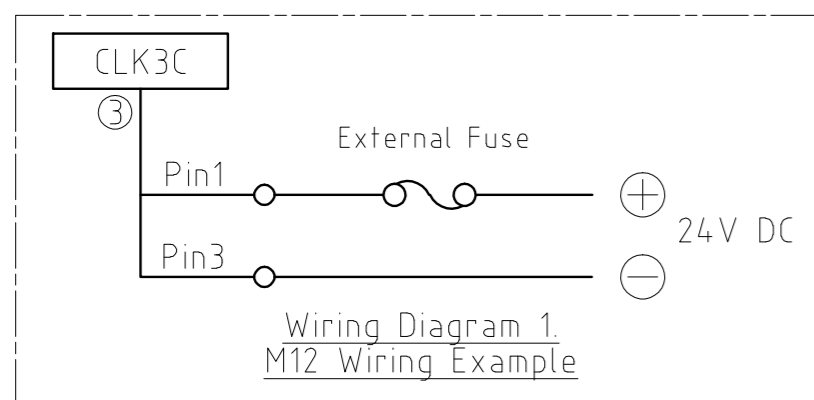 CLK3C
3
External Fuse
Pin1
+
24V DC
Pin3
−
Wiring Diagram 1.
M12 Wiring Example